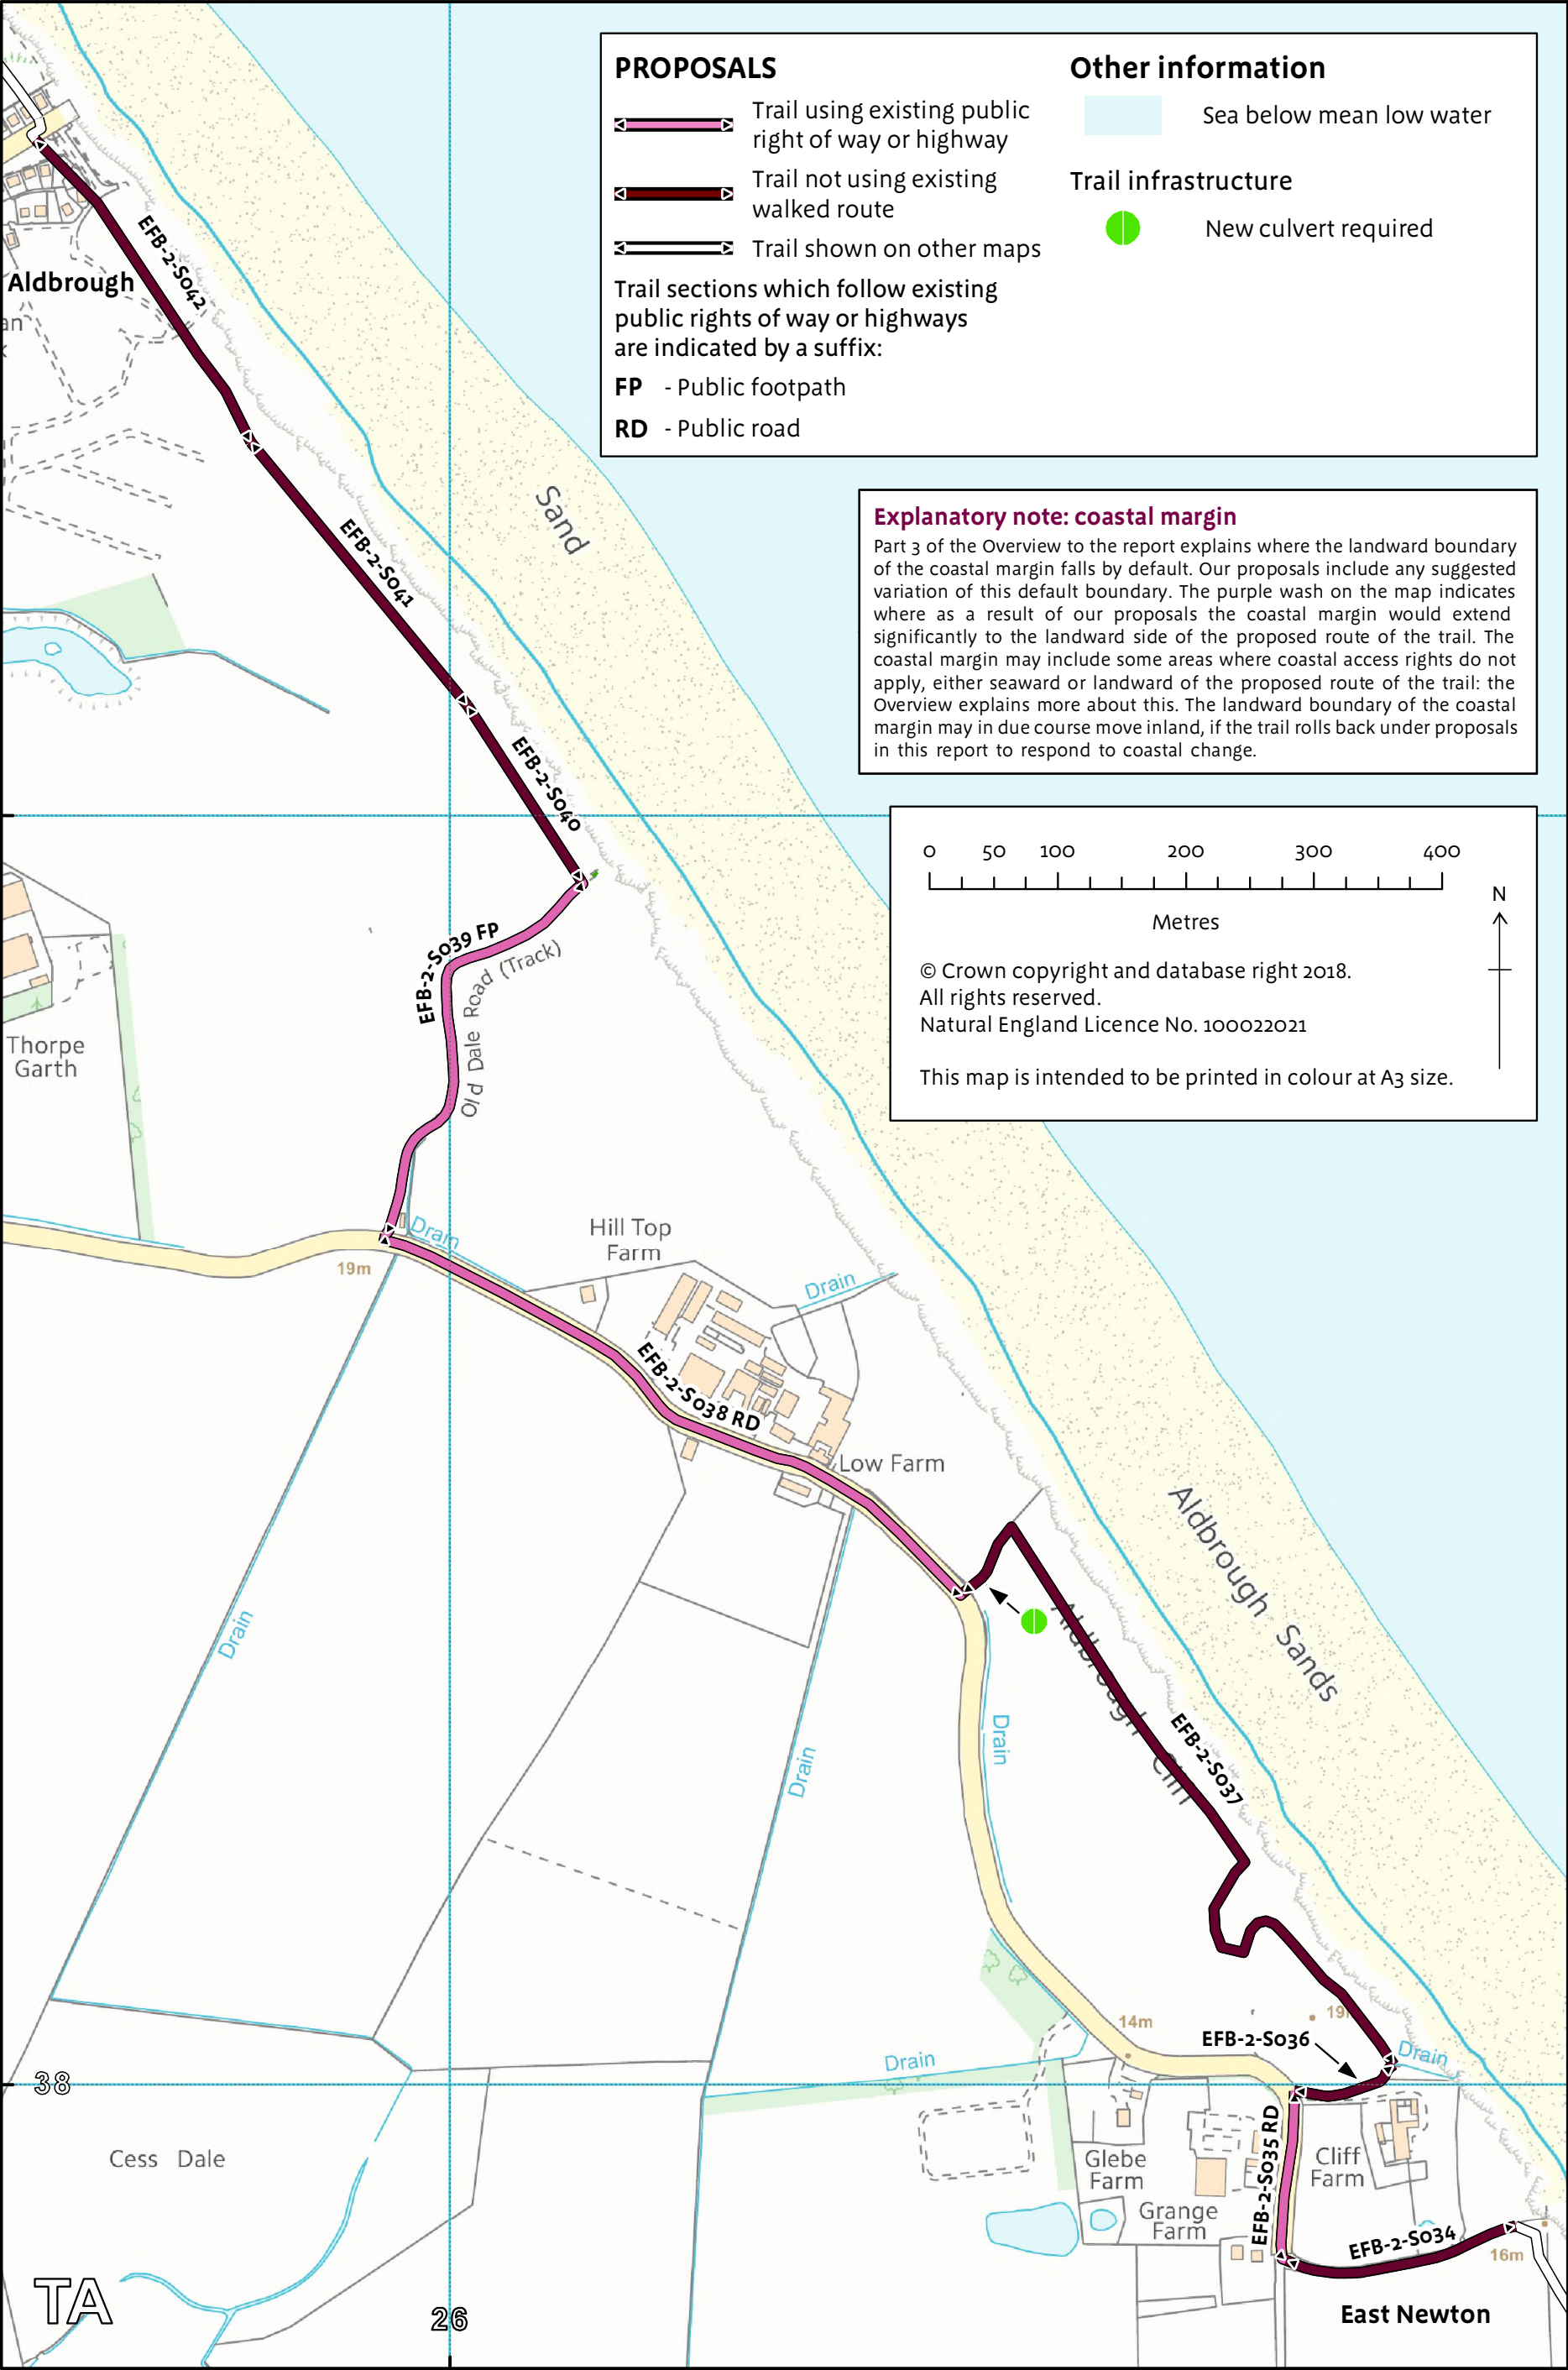 PROPOSALS
Trail using existing public
right of way or highway
Trail not using existing
walked route
Trail shown on other maps
Trail sections which follow existing
public rights of way or highways
are indicated by a suffix:
FP - Public footpath
RD - Public road
Other information
Sea below mean low water
Trail infrastructure
New culvert required
Explanatory note: coastal margin
Part 3 of the Overview to the report explains where the landward boundary
of the coastal margin falls by default. Our proposals include any suggested
variation of this default boundary. The purple wash on the map indicates
where as a result of our proposals the coastal margin would extend
significantly to the landward side of the proposed route of the trail. The
coastal margin may include some areas where coastal access rights do not
apply, either seaward or landward of the proposed route of the trail: the
Overview explains more about this. The landward boundary of the coastal
margin may in due course move inland, if the trail rolls back under proposals
in this report to respond to coastal change.
0 50 100 200 300 400
Metres
N
© Crown copyright and database right 2018.
All rights reserved.
Natural England Licence No. 100022021
This map is intended to be printed in colour at A3 size.
EFB-2-S042
Aldbrough
an
EFB-2-S041
Sand
EFB-2-S040
EFB-2-S039 FP
Old Dale Road (Track)
Thorpe
Garth
Drain
19m
Hill Top
Farm
Drain
EFB-2-S038 RD
Low Farm
Aldbrough Sands
Aldbrough Cliff
EFB-2-S037
Drain
Drain
Drain
14m
19
EFB-2-S036
Drain
Drain
38
Cess Dale
Glebe
Farm
Grange
Farm
EFB-2-S035 RD
Cliff
Farm
EFB-2-S034
16m
TA
26
East Newton